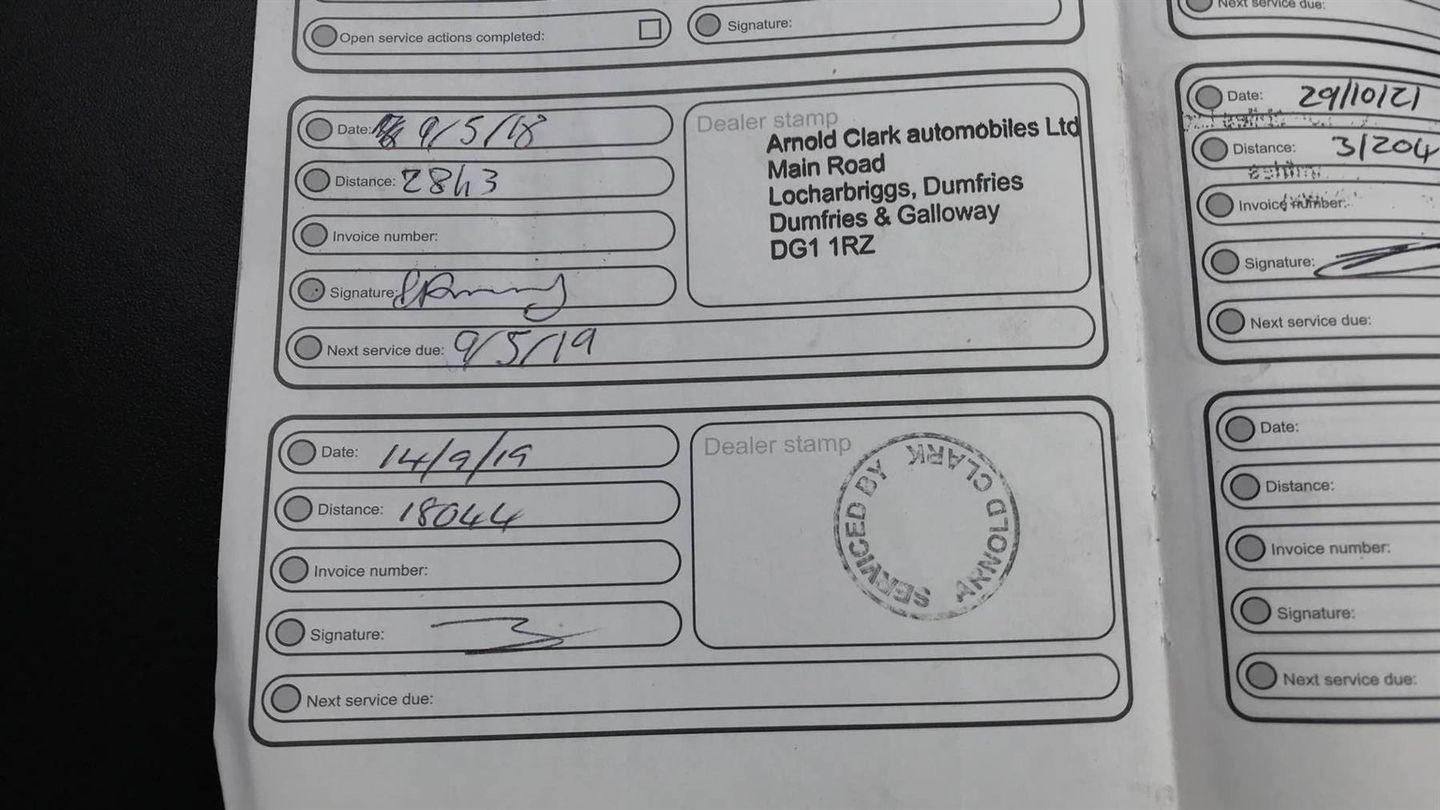 Open service actions completed:
Signature:
Date: 9/5/18
Distance: 2843
Invoice number:
Signature:
Next service due: 9/5/19
Dealer stamp
Arnold Clark automobiles Ltd
Main Road
Locharbriggs, Dumfries
Dumfries & Galloway
DG1 1RZ
Date: 14/9/19
Distance: 18044
Invoice number:
Signature:
Next service due:
Dealer stamp
SERVICED BY ARNOLD CLARK
Next service due:
Date: 29/10/21
Distance: 31204
Invoice number:
Signature:
Next service due:
Date:
Distance:
Invoice number:
Signature:
Next service due: